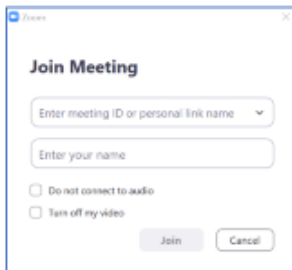 Zoom
Join Meeting
Enter meeting ID or personal link name
Enter your name
Do not connect to audio
Turn off my video
Join
Cancel